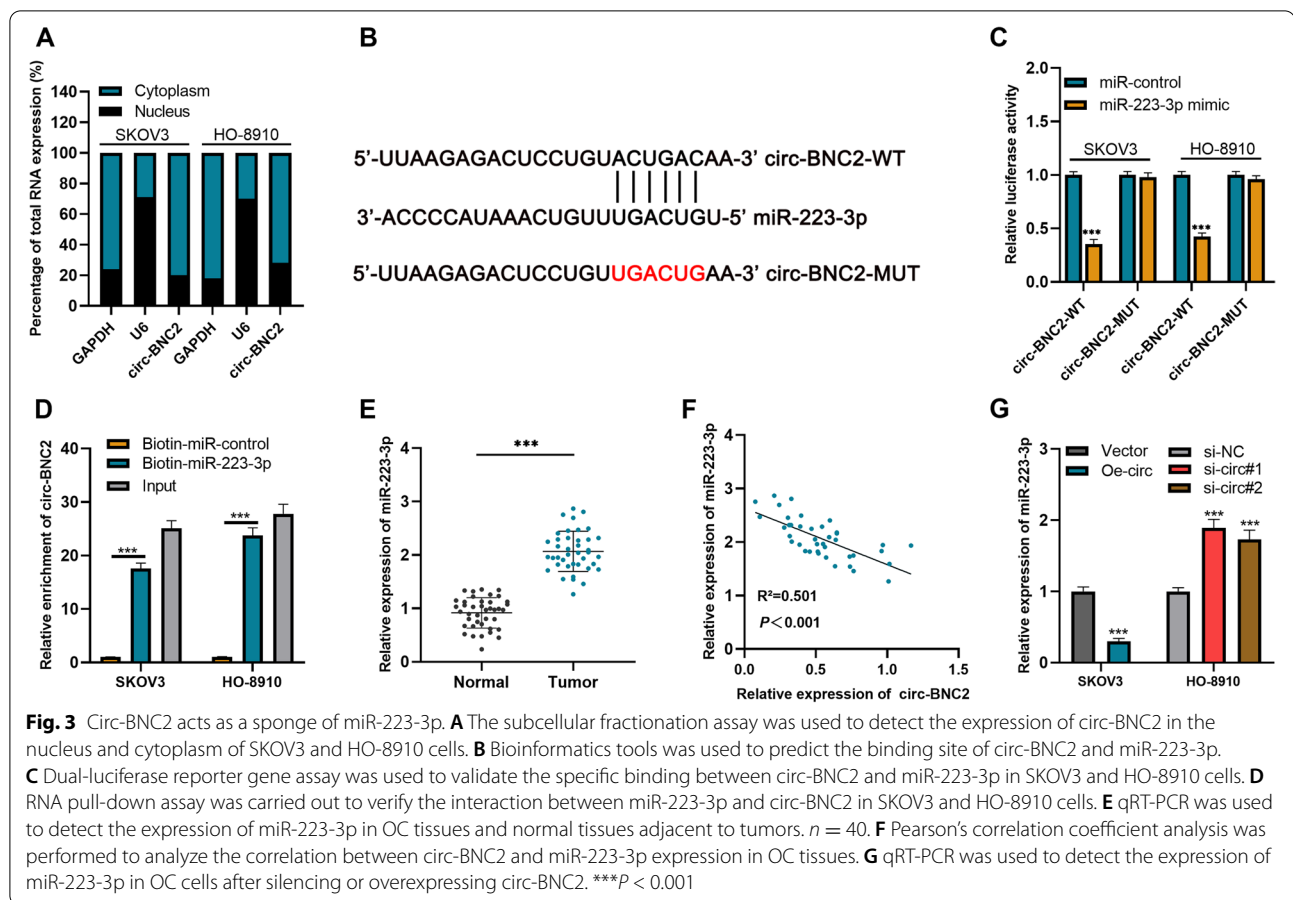 A
Percentage of total RNA expression (%)
Cytoplasm
Nucleus
SKOV3
HO-8910
140
120
100
80
60
40
20
0
GAPDH
U6
circ-BNC2
GAPDH
U6
circ-BNC2
B
5’-UUAAGAGACUCCUGUACUGACAA-3’ circ-BNC2-WT
3’-ACCCCAUAAACUGUUUGACUGU-5’ miR-223-3p
5’-UUAAGAGACUCCUGUUGACUGAA-3’ circ-BNC2-MUT
C
Relative luciferase activity
miR-control
miR-223-3p mimic
SKOV3
HO-8910
2.0
1.5
1.0
0.5
0.0
***
***
circ-BNC2-WT
circ-BNC2-MUT
circ-BNC2-WT
circ-BNC2-MUT
D
Relative enrichment of circ-BNC2
Biotin-miR-control
Biotin-miR-223-3p
Input
40
30
20
10
0
***
***
SKOV3
HO-8910
E
Relative expression of miR-223-3p
4
3
2
1
0
***
Normal
Tumor
F
Relative expression of miR-223-3p
4
3
2
1
0
R²=0.501
P<0.001
0.0
0.5
1.0
1.5
Relative expression of circ-BNC2
G
Relative expression of miR-223-3p
Vector
Oe-circ
si-NC
si-circ#1
si-circ#2
3
2
1
0
***
***
***
SKOV3
HO-8910
Fig. 3 Circ-BNC2 acts as a sponge of miR-223-3p. A The subcellular fractionation assay was used to detect the expression of circ-BNC2 in the
nucleus and cytoplasm of SKOV3 and HO-8910 cells. B Bioinformatics tools was used to predict the binding site of circ-BNC2 and miR-223-3p.
C Dual-luciferase reporter gene assay was used to validate the specific binding between circ-BNC2 and miR-223-3p in SKOV3 and HO-8910 cells. D
RNA pull-down assay was carried out to verify the interaction between miR-223-3p and circ-BNC2 in SKOV3 and HO-8910 cells. E qRT-PCR was used
to detect the expression of miR-223-3p in OC tissues and normal tissues adjacent to tumors. n = 40. F Pearson’s correlation coefficient analysis was
performed to analyze the correlation between circ-BNC2 and miR-223-3p expression in OC tissues. G qRT-PCR was used to detect the expression of
miR-223-3p in OC cells after silencing or overexpressing circ-BNC2. ***P < 0.001